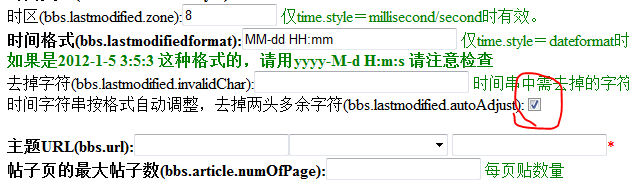 时区(bbs.lastmodified.zone): 8 仅time.style=millisecond/second时有效。
时间格式(bbs.lastmodifiedformat): MM-dd HH:mm 仅time.style=dateformat时
如果是2012-1-5 3:5:3 这种格式的，请用yyyy-M-d H:m:s 请注意检查
去掉字符(bbs.lastmodified.invalidChar): 时间串中需去掉的字符
时间字符串按格式自动调整，去掉两头多余字符(bbs.lastmodified.autoAdjust):
主题URL(bbs.url): *
帖子页的最大帖子数(bbs.article.numOfPage): 每页贴数量